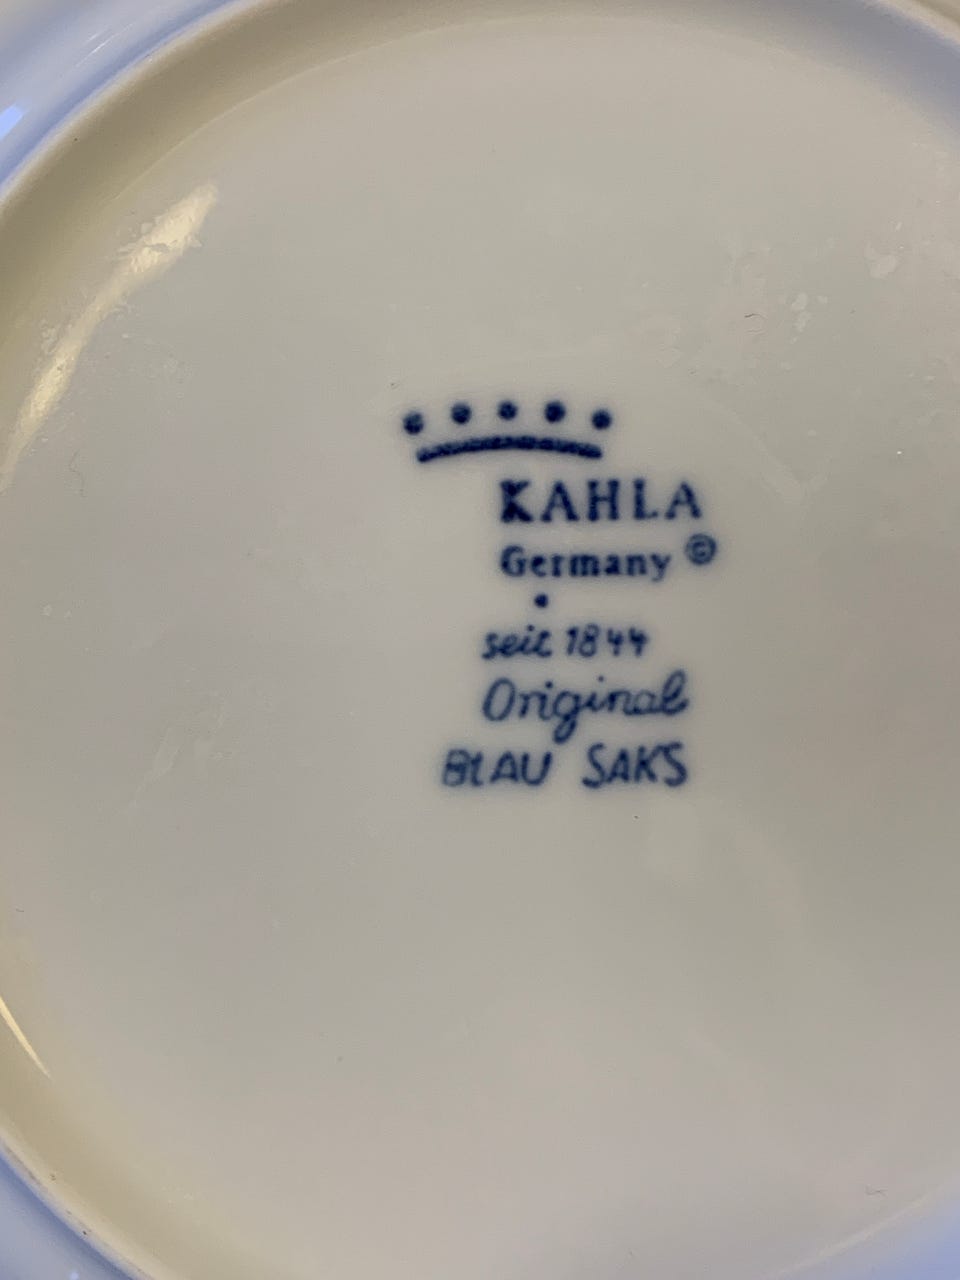 KAHLA
Germany ©
seit 1844
Original
BLAU SAKS